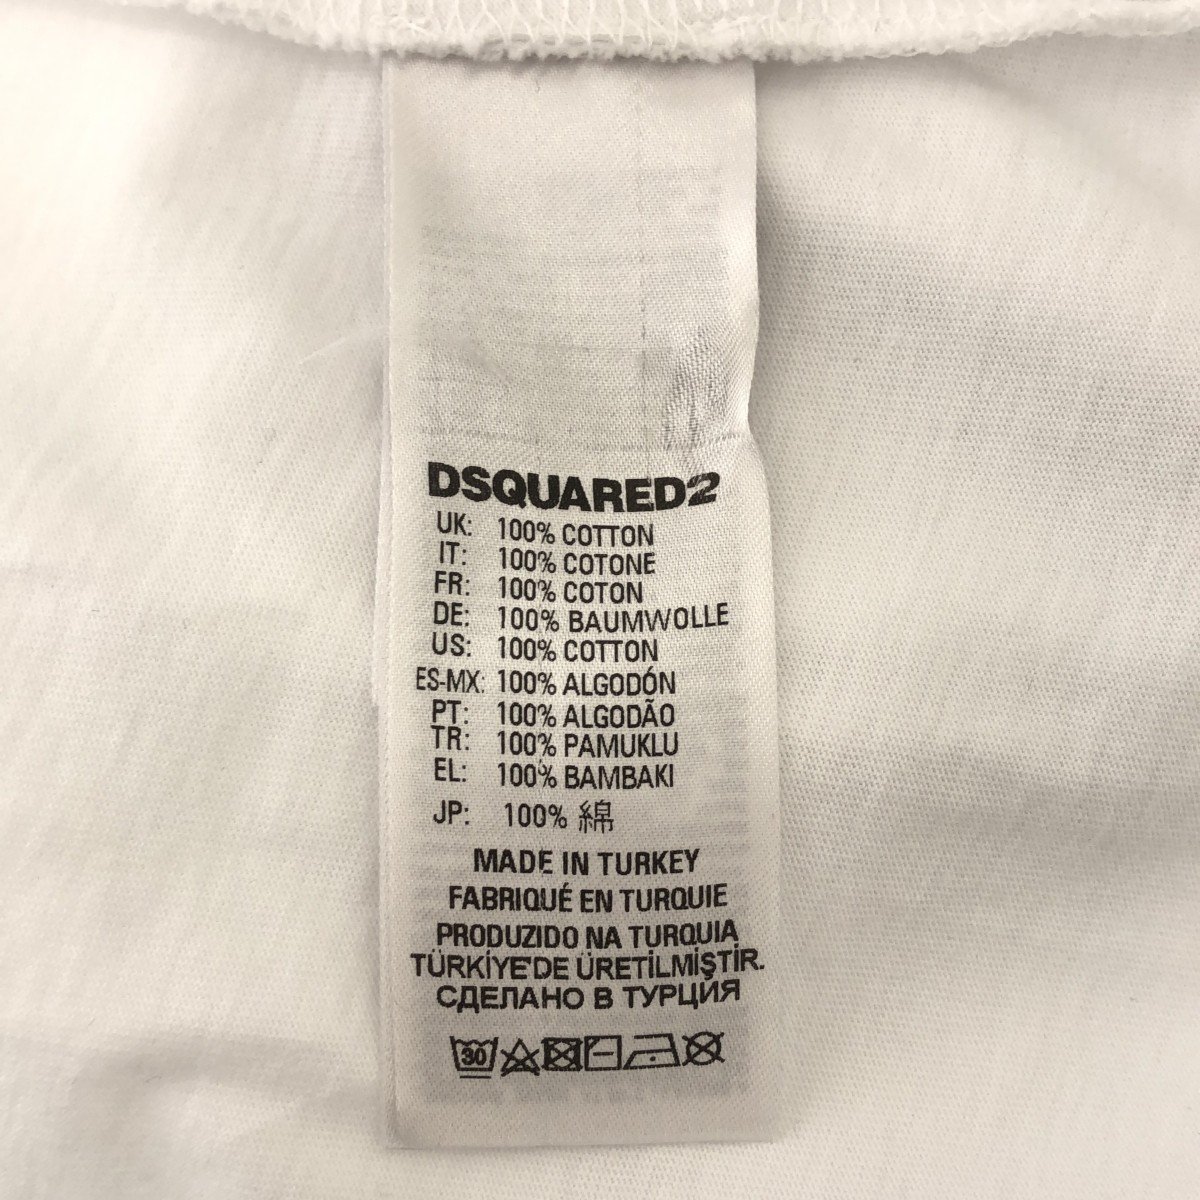 DSQUARED2
UK: 100% COTTON
IT: 100% COTONE
FR: 100% COTON
DE: 100% BAUMWOLLE
US: 100% COTTON
ES-MX: 100% ALGODÓN
PT: 100% ALGODÃO
TR: 100% PAMUKLU
EL: 100% BAMBAKI
JP: 100% 綿
MADE IN TURKEY
FABRIQUÉ EN TURQUIE
PRODUZIDO NA TURQUIA
TÜRKİYE'DE ÜRETİLMİŞTİR.
СДЕЛАНО В ТУРЦИЯ
30